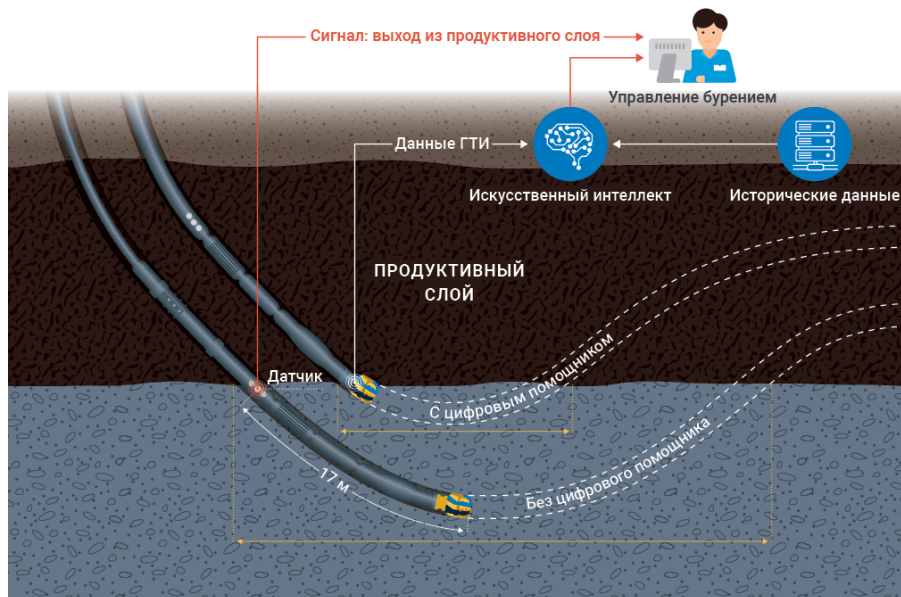 Сигнал: выход из продуктивного слоя
Управление бурением
Данные ГТИ
Искусственный интеллект
Исторические данные
ПРОДУКТИВНЫЙ
СЛОЙ
Датчик
С цифровым помощником
17 м
Без цифрового помощника